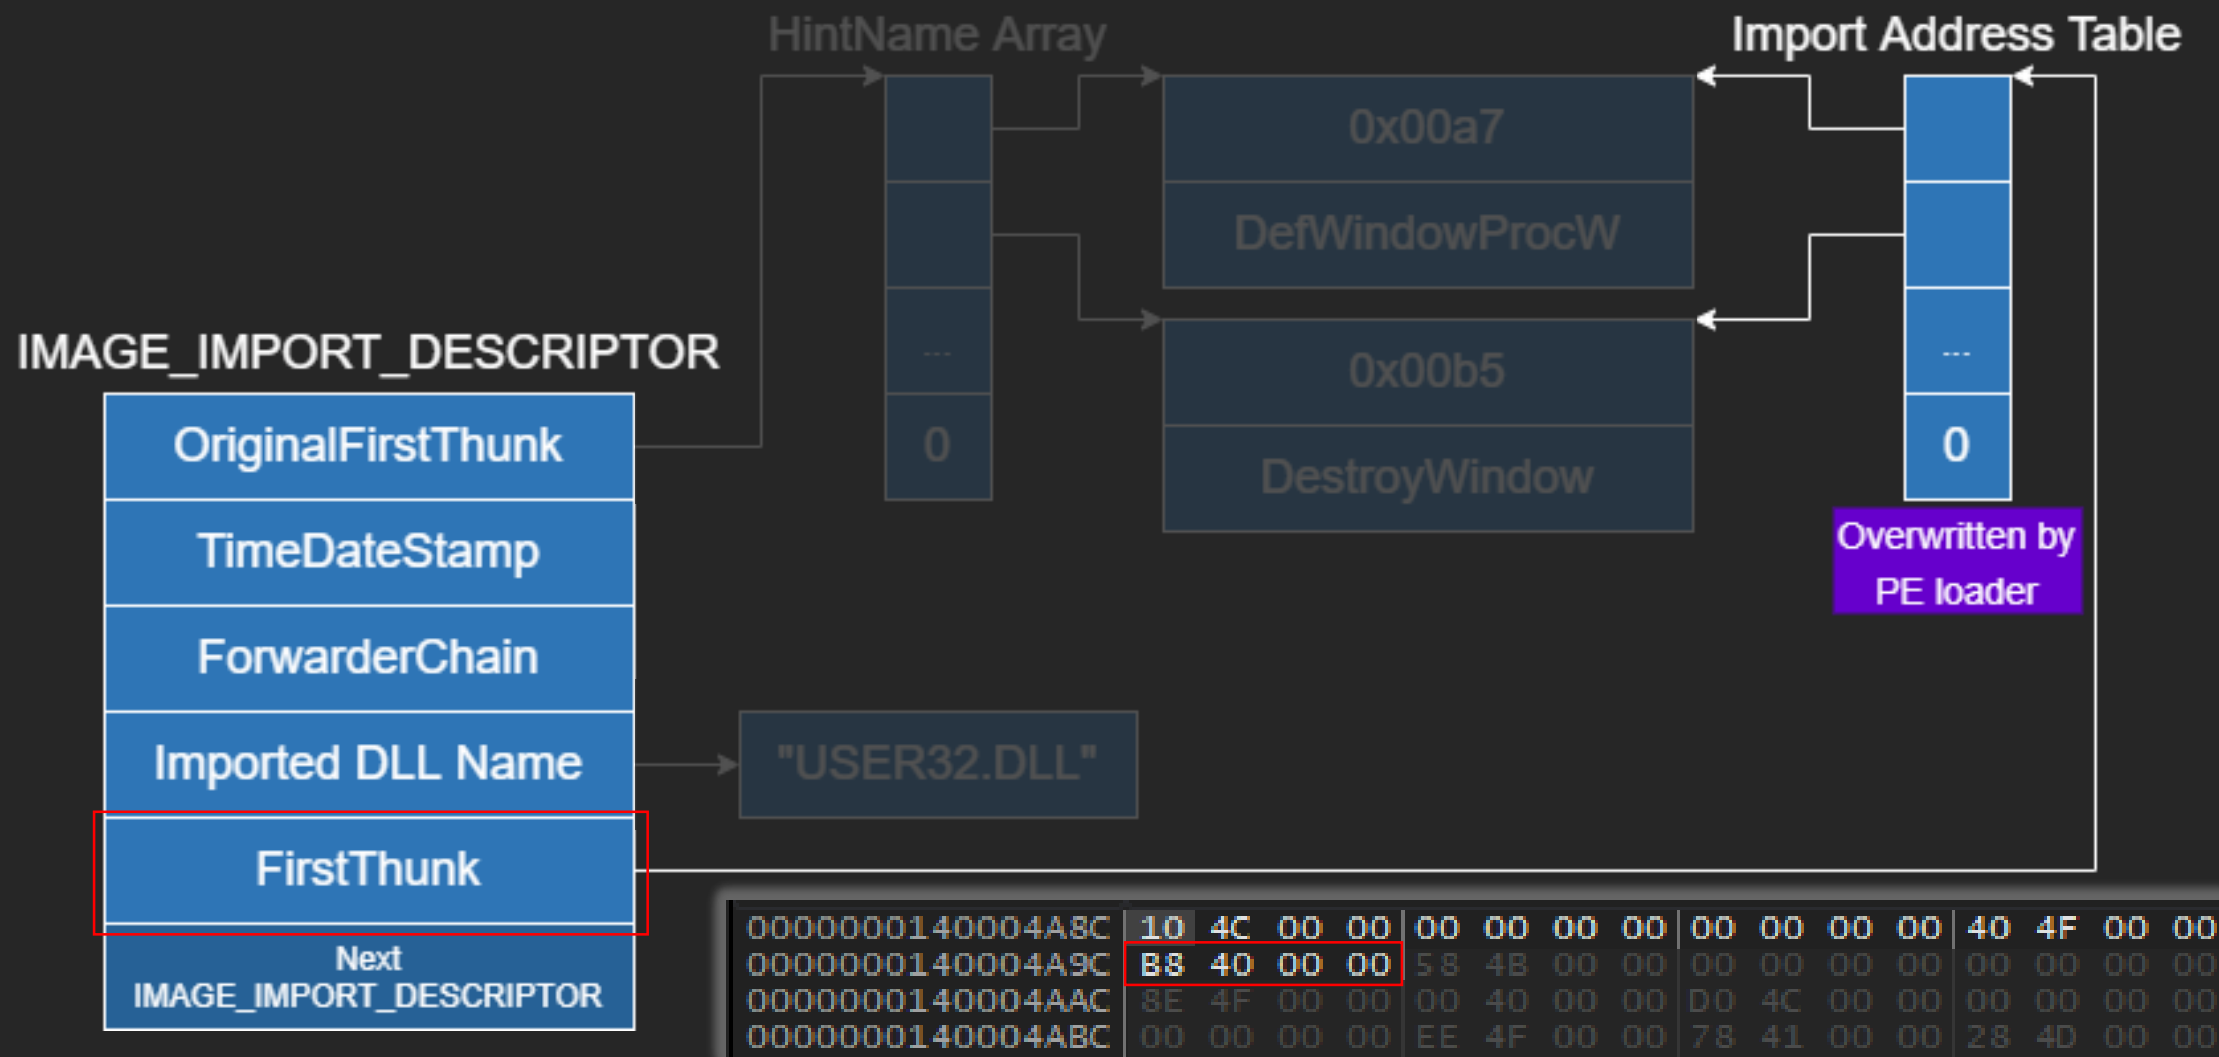 HintName Array
Import Address Table
0x00a7
DefWindowProcW
IMAGE_IMPORT_DESCRIPTOR
...
...
0x00b5
OriginalFirstThunk
0
0
DestroyWindow
TimeDateStamp
Overwritten by
PE loader
ForwarderChain
Imported DLL Name
"USER32.DLL"
FirstThunk
Next
IMAGE_IMPORT_DESCRIPTOR
0000000140004A8C 10 4C 00 00 00 00 00 00 00 00 00 00 40 4F 00 00
0000000140004A9C B8 40 00 00 58 4B 00 00 00 00 00 00 00 00 00 00
0000000140004AAC 8E 4F 00 00 00 40 00 00 D0 4C 00 00 00 00 00 00
0000000140004ABC 00 00 00 00 EE 4F 00 00 78 41 00 00 28 4D 00 00